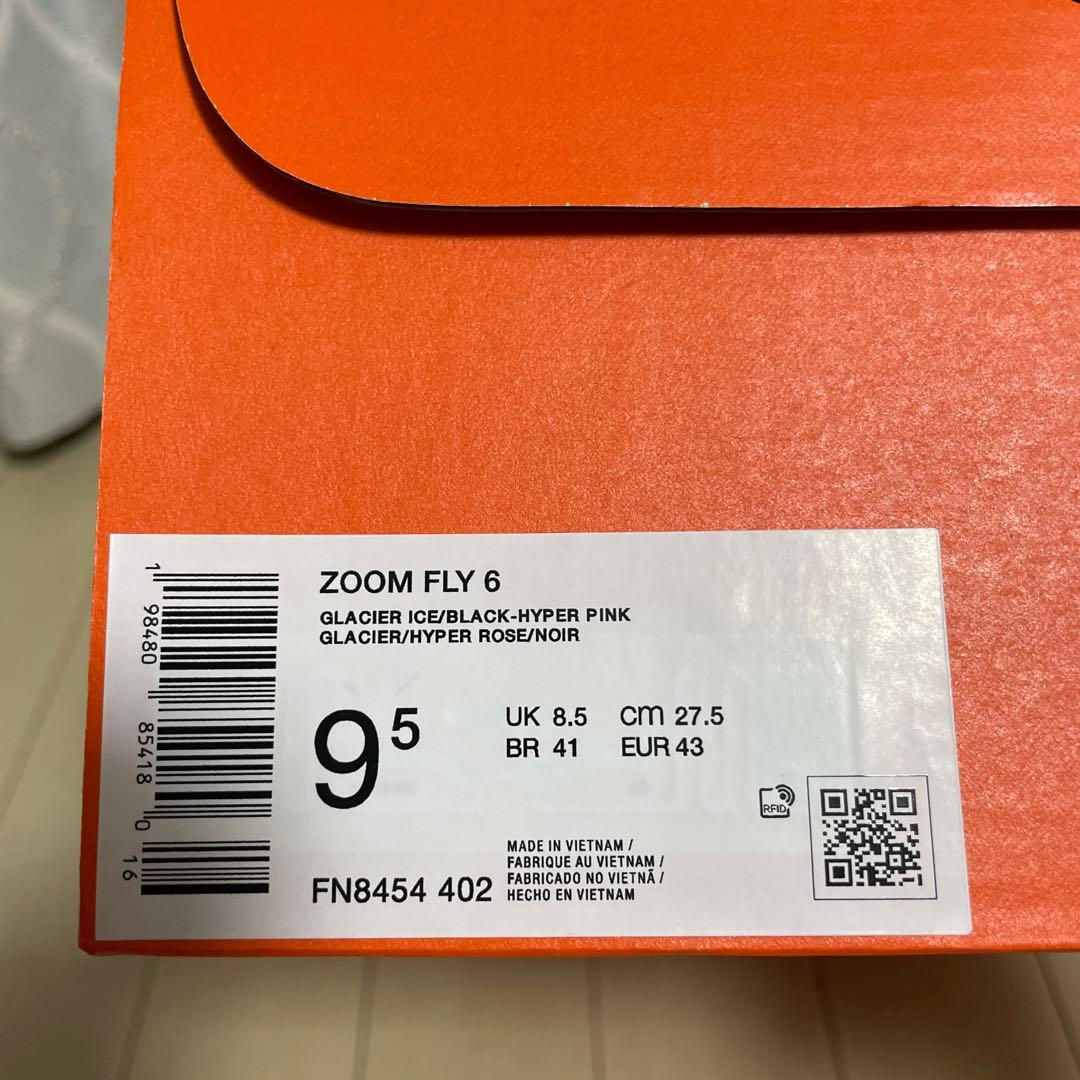 ZOOM FLY 6
GLACIER ICE/BLACK-HYPER PINK
GLACIER/HYPER ROSE/NOIR
9 5
UK 8.5 cm 27.5
BR 41 EUR 43
RFID
FN8454 402
MADE IN VIETNAM /
FABRIQUE AU VIETNAM /
FABRICADO NO VIETNÃ /
HECHO EN VIETNAM
1 98480 85418 0 16